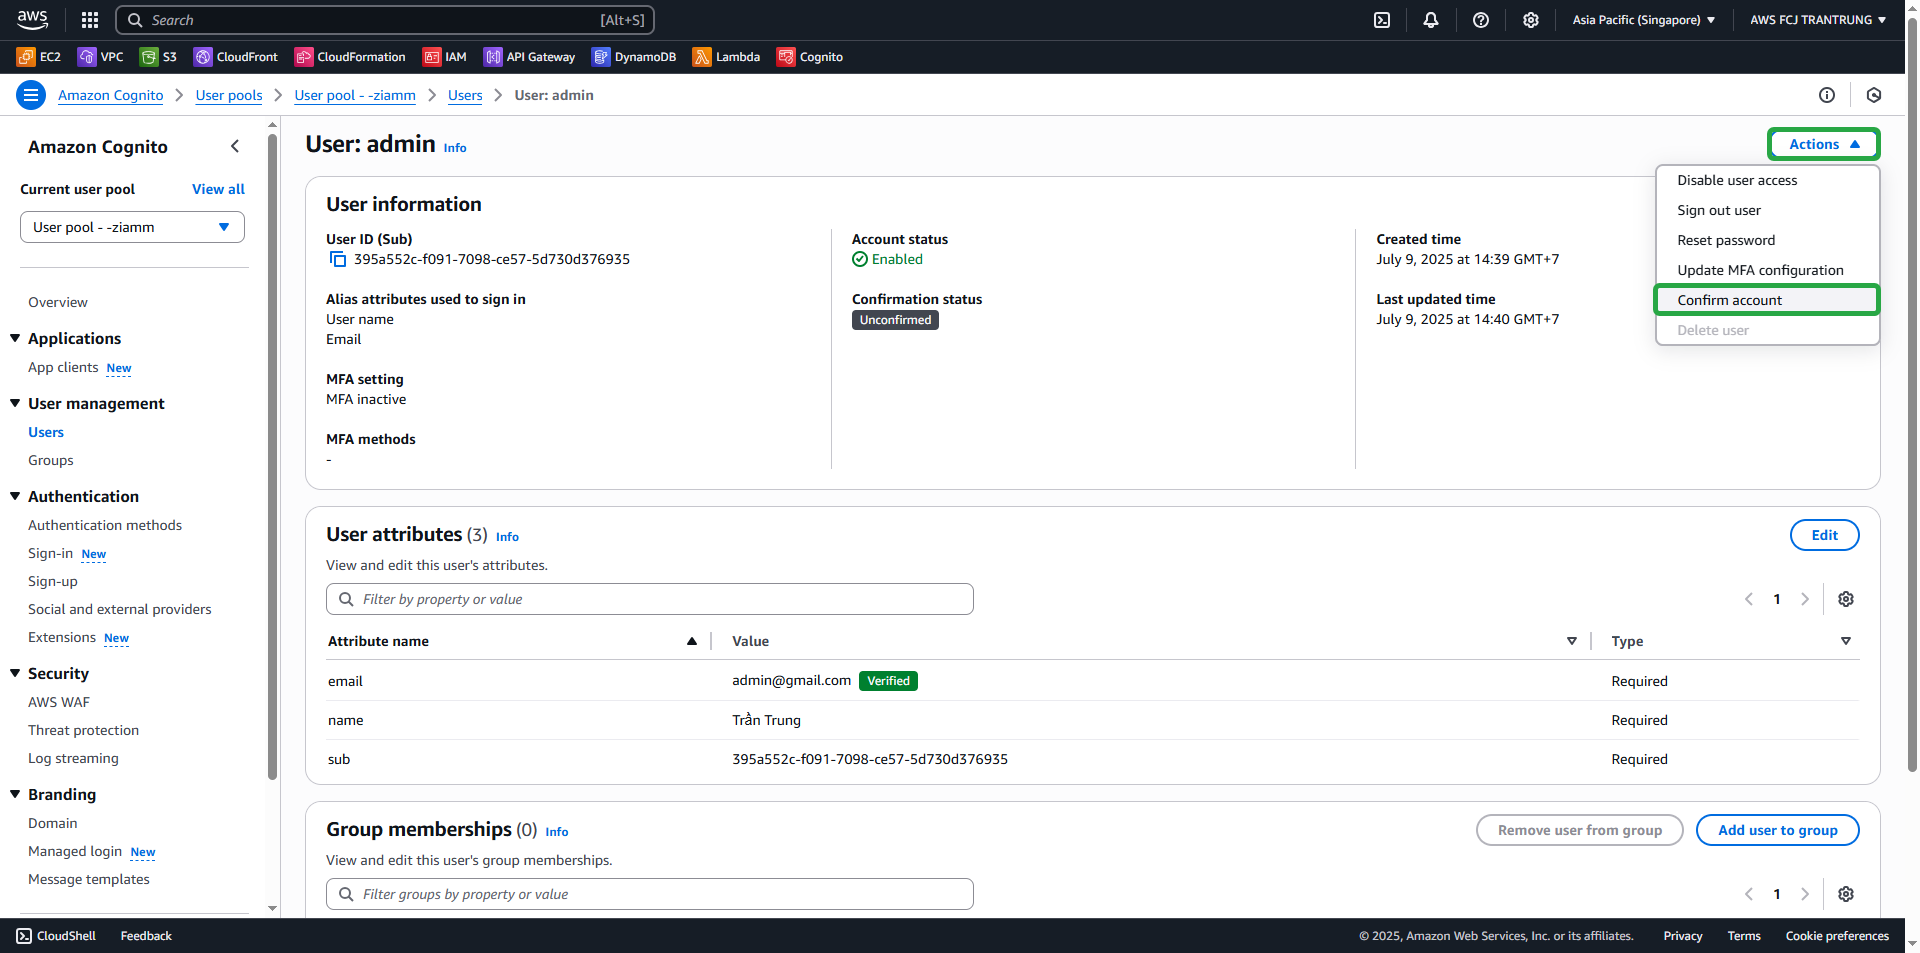 aws
Search [Alt+S]
Asia Pacific (Singapore)
AWS FCJ TRANTRUNG
EC2 VPC S3 CloudFront CloudFormation IAM API Gateway DynamoDB Lambda Cognito
Amazon Cognito > User pools > User pool - -ziamm > Users > User: admin
Amazon Cognito
Current user pool View all
User pool - -ziamm
Overview
Applications
App clients New
User management
Users
Groups
Authentication
Authentication methods
Sign-in New
Sign-up
Social and external providers
Extensions New
Security
AWS WAF
Threat protection
Log streaming
Branding
Domain
Managed login New
Message templates
User: admin Info
Actions
Disable user access
Sign out user
Reset password
Update MFA configuration
Confirm account
Delete user
User information
User ID (Sub)
395a552c-f091-7098-ce57-5d730d376935
Alias attributes used to sign in
User name
Email
MFA setting
MFA inactive
MFA methods
-
Account status
Enabled
Confirmation status
Unconfirmed
Created time
July 9, 2025 at 14:39 GMT+7
Last updated time
July 9, 2025 at 14:40 GMT+7
User attributes (3) Info
Edit
View and edit this user's attributes.
Filter by property or value
1
Attribute name Value Type
email admin@gmail.com Verified Required
name Trần Trung Required
sub 395a552c-f091-7098-ce57-5d730d376935 Required
Group memberships (0) Info
Remove user from group Add user to group
View and edit this user's group memberships.
Filter groups by property or value
1
CloudShell Feedback
© 2025, Amazon Web Services, Inc. or its affiliates. Privacy Terms Cookie preferences